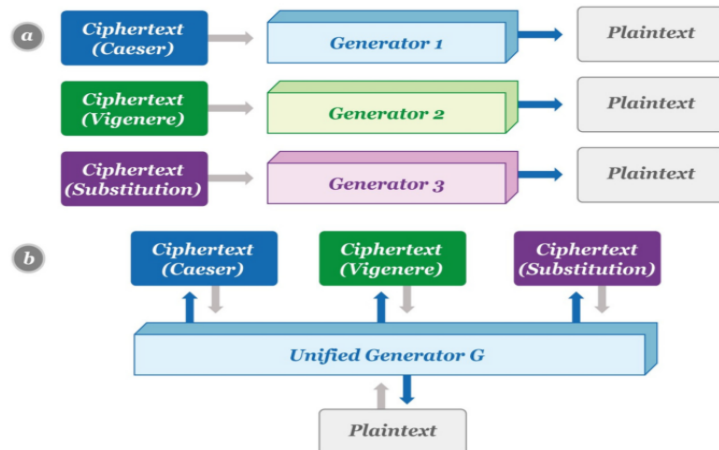 a
Ciphertext
(Caeser)
Generator 1
Plaintext
Ciphertext
(Vigenere)
Generator 2
Plaintext
Ciphertext
(Substitution)
Generator 3
Plaintext
b
Ciphertext
(Caeser)
Ciphertext
(Vigenere)
Ciphertext
(Substitution)
Unified Generator G
Plaintext